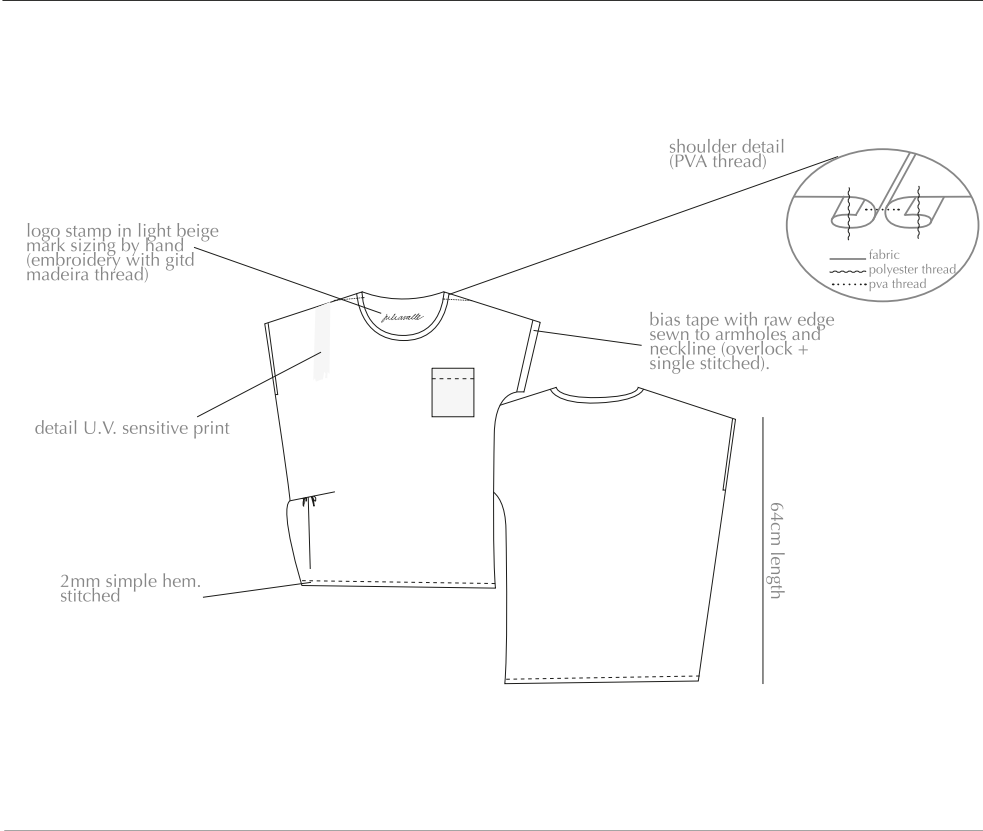 shoulder detail
(PVA thread)
fabric
polyester thread
pva thread
logo stamp in light beige
mark sizing by hand
(embroidery with gitd
madeira thread)
bias tape with raw edge
sewn to armholes and
neckline (overlock +
single stitched).
detail U.V. sensitive print
64cm length
2mm simple hem.
stitched